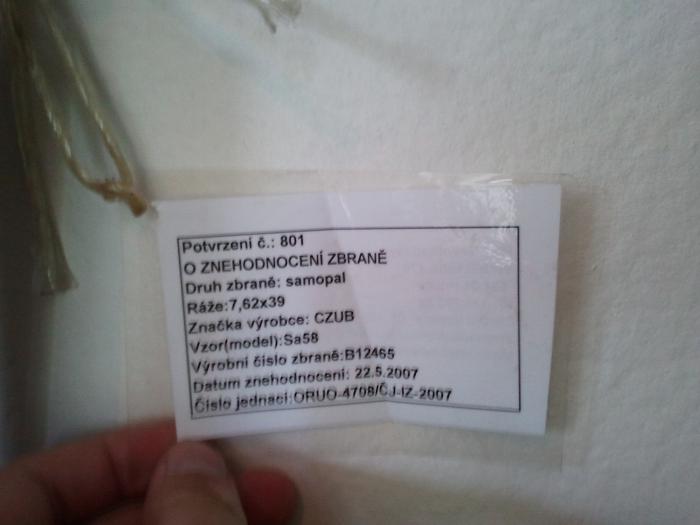 Potvrzení č.: 801
O ZNEHODNOCENÍ ZBRANĚ
Druh zbraně: samopal
Ráže:7,62x39
Značka výrobce: CZUB
Vzor(model):Sa58
Výrobní číslo zbraně:B12465
Datum znehodnocení: 22.5.2007
Číslo jednací:ORUO-4708/ČJ-IZ-2007